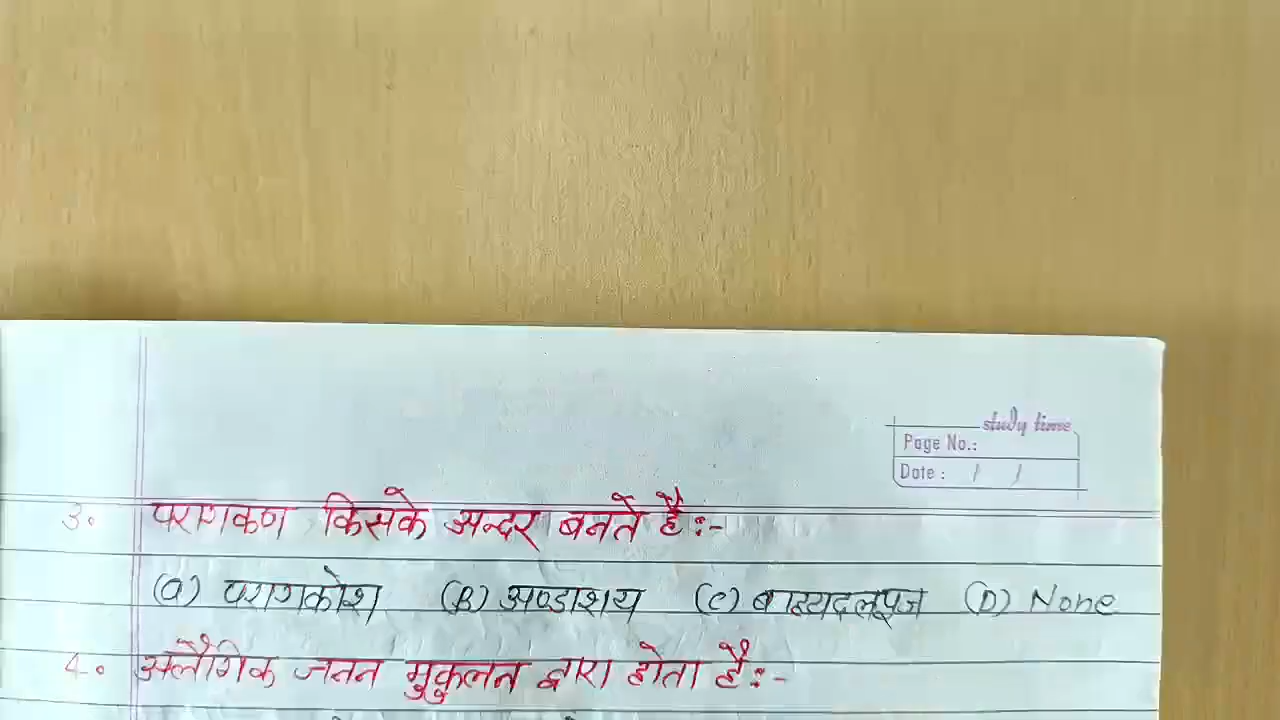 study time
Page No.:
Date : / /
3. परागकण किसके अन्दर बनते है:-
(a) परागकोश (B) अण्डाशय (C) बाह्यदलपूंज (D) None
4. अलैंगिक जनन मुकुलन द्वारा होता है:-